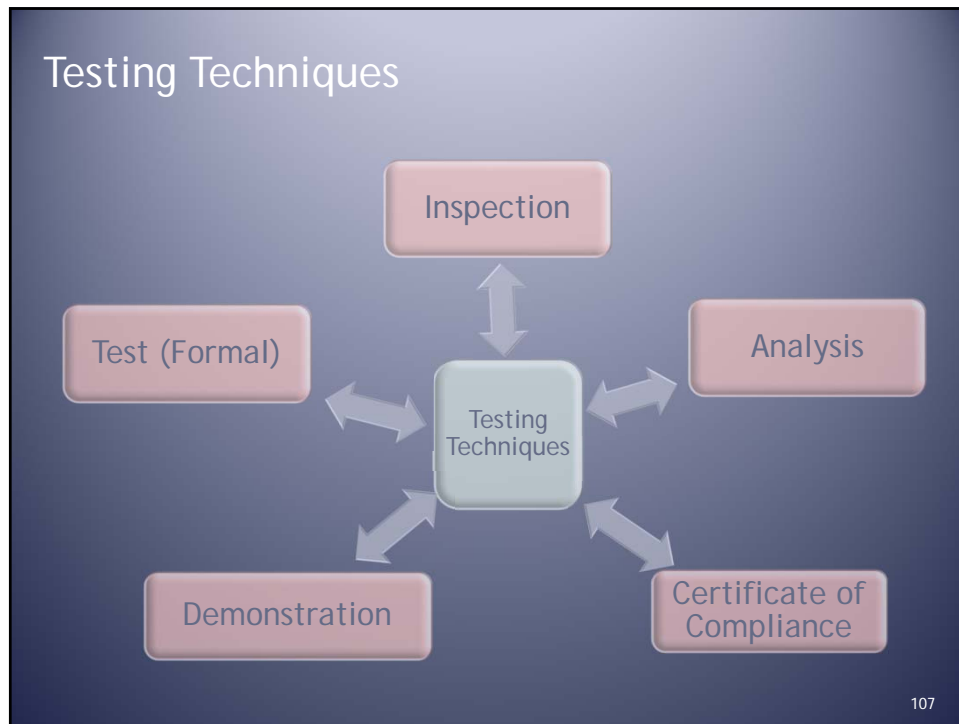 Testing Techniques
Inspection
Test (Formal)
Analysis
Testing
Techniques
Demonstration
Certificate of
Compliance
107